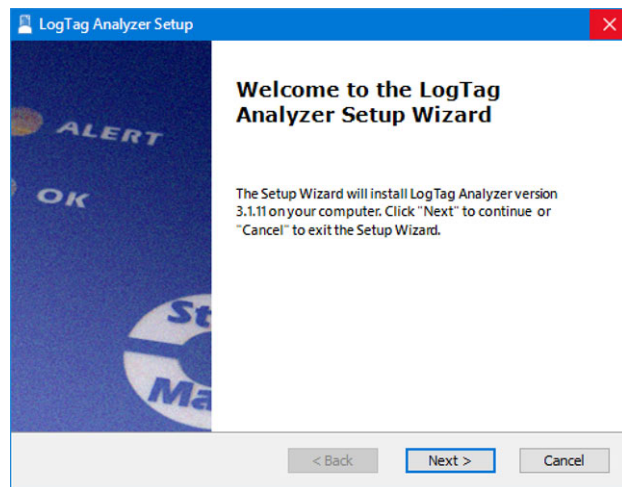 LogTag Analyzer Setup
ALERT
OK
St
Ma
Welcome to the LogTag
Analyzer Setup Wizard
The Setup Wizard will install LogTag Analyzer version
3.1.11 on your computer. Click "Next" to continue or
"Cancel" to exit the Setup Wizard.
< Back
Next >
Cancel